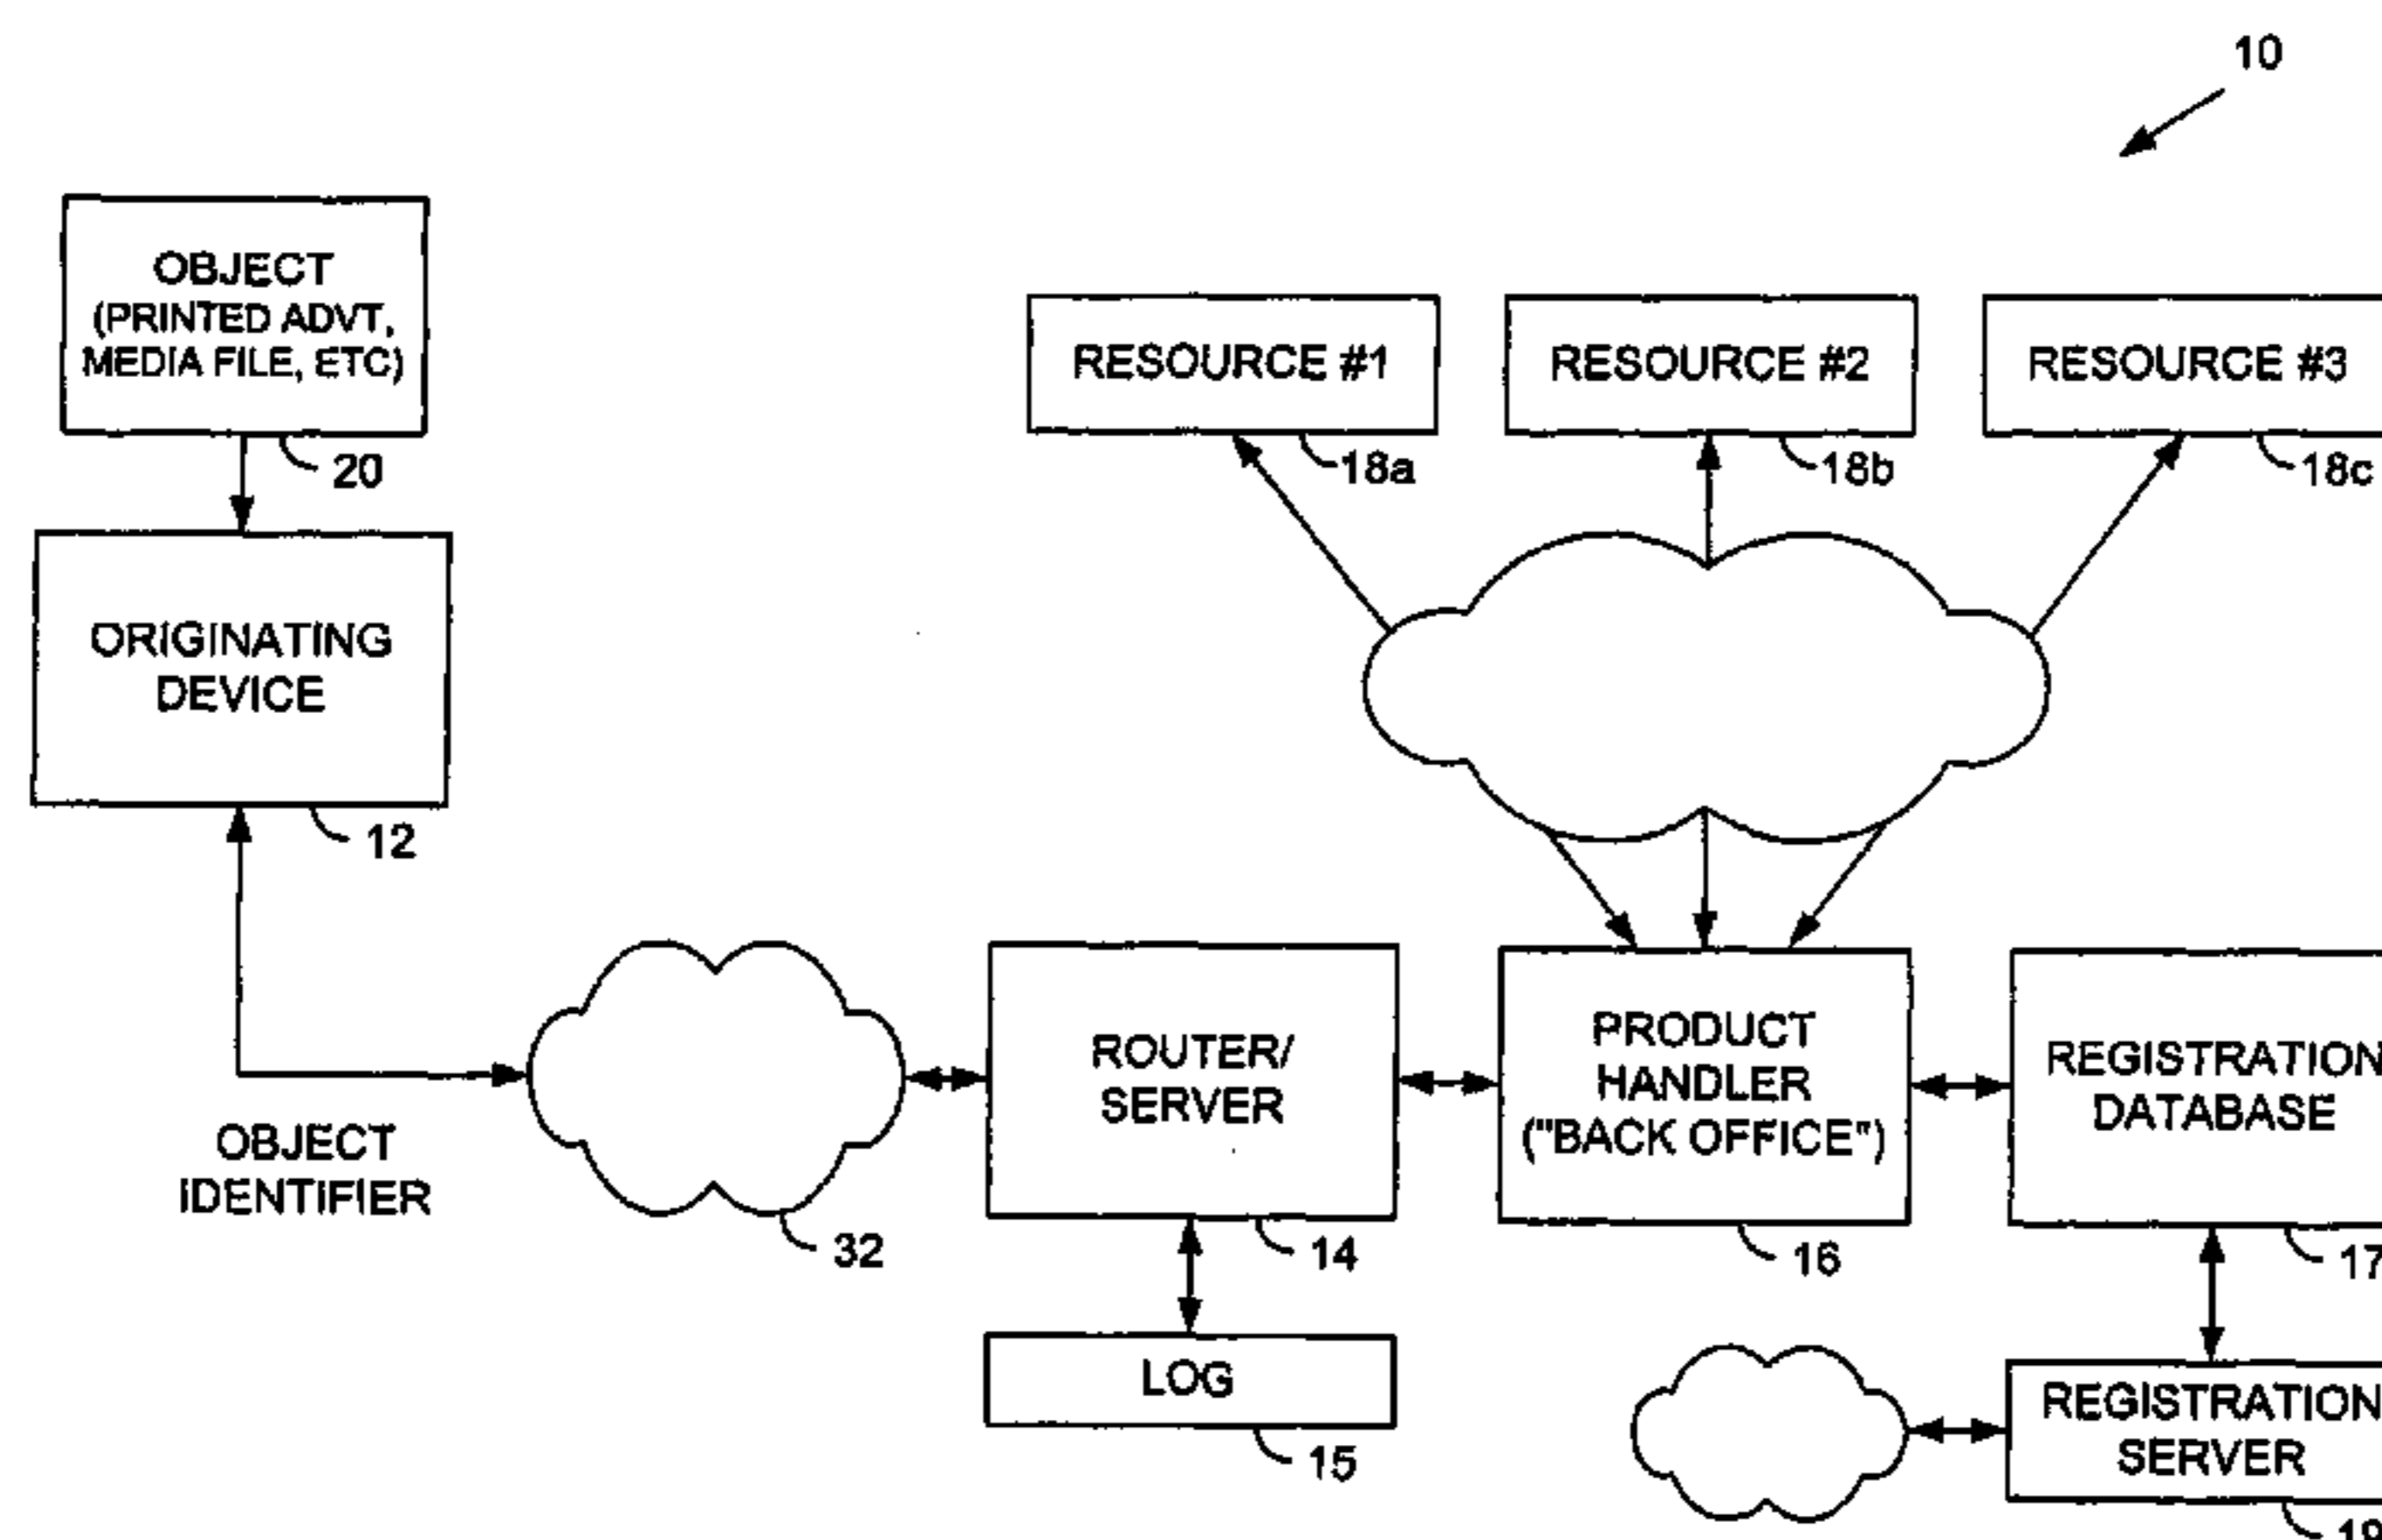 10
OBJECT
(PRINTED ADVT,
MEDIA FILE, ETC)
20
RESOURCE #1
18a
RESOURCE #2
18b
RESOURCE #3
18c
ORIGINATING
DEVICE
12
OBJECT
IDENTIFIER
32
ROUTER/
SERVER
14
PRODUCT
HANDLER
("BACK OFFICE")
16
REGISTRATION
DATABASE
17
LOG
15
REGISTRATION
SERVER